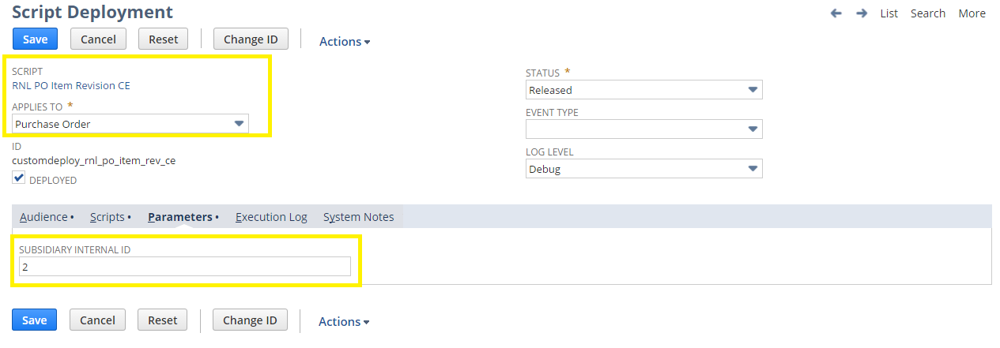 Script Deployment
List Search More
Save Cancel Reset Change ID Actions
SCRIPT
RNL PO Item Revision CE
APPLIES TO *
Purchase Order
ID
customdeploy_rnl_po_item_rev_ce
DEPLOYED
STATUS *
Released
EVENT TYPE
LOG LEVEL
Debug
Audience • Scripts • Parameters • Execution Log System Notes
SUBSIDIARY INTERNAL ID
2
Save Cancel Reset Change ID Actions